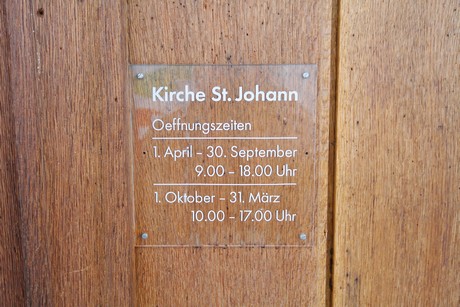 Kirche St. Johann
Oeffnungszeiten
1. April – 30. September
9.00 – 18.00 Uhr
1. Oktober – 31. März
10.00 – 17.00 Uhr